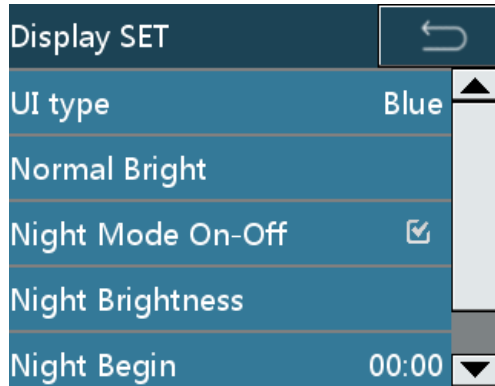 Display SET
UI type Blue
Normal Bright
Night Mode On-Off
Night Brightness
Night Begin 00:00